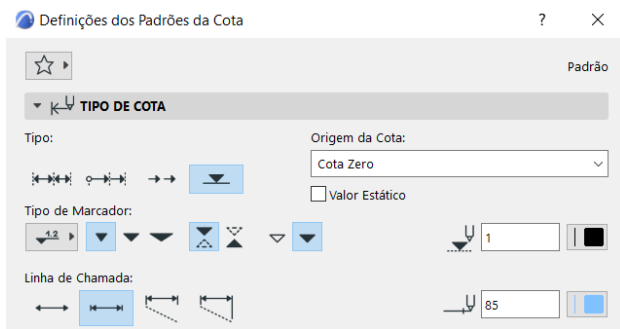 Definições dos Padrões da Cota ?
Padrão
TIPO DE COTA
Tipo:
Origem da Cota:
Cota Zero
Valor Estático
Tipo de Marcador:
1.2
1
Linha de Chamada:
85